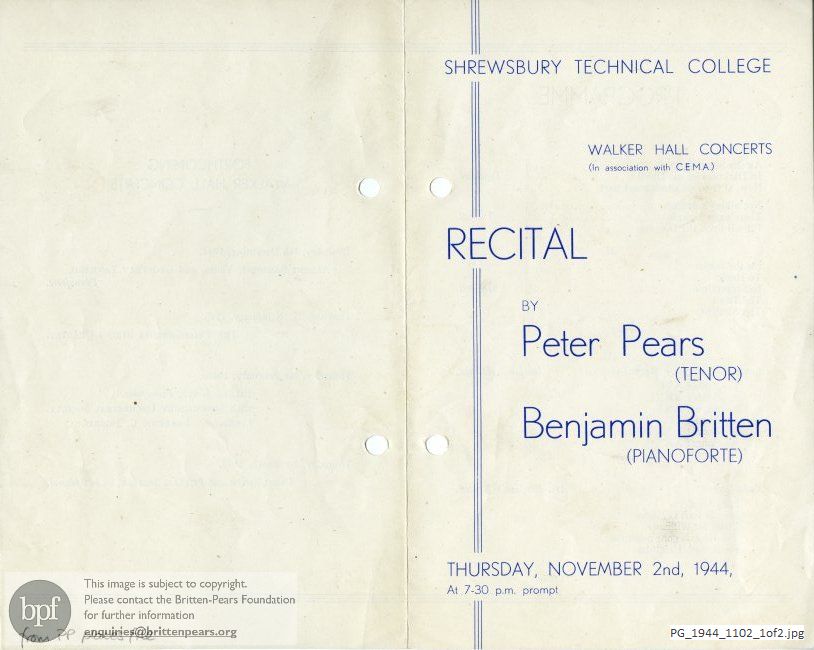 SHREWSBURY TECHNICAL COLLEGE
WALKER HALL CONCERTS
(In association with C.E.M.A.)
RECITAL
BY
Peter Pears
(TENOR)
Benjamin Britten
(PIANOFORTE)
THURSDAY, NOVEMBER 2nd, 1944,
At 7-30 p.m. prompt
bpf
This image is subject to copyright.
Please contact the Britten-Pears Foundation
for further information
enquiries@brittenpears.org
from PP
PG_1944_1102_1of2.jpg